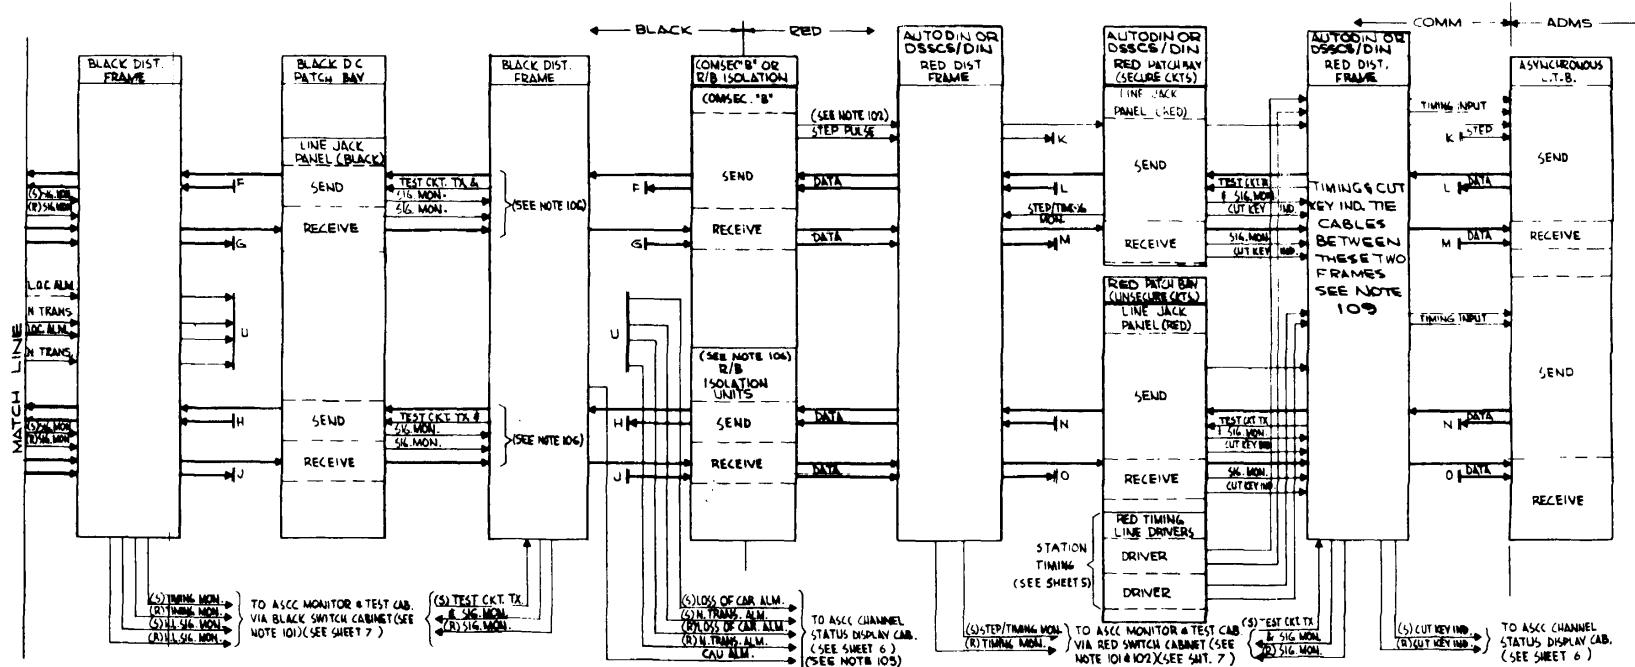 BLACK
RED
COMM
ADMS
BLACK DIST.
FRAME
BLACK D.C.
PATCH BAY
BLACK DIST.
FRAME
COMSEC "B" OR
R/B ISOLATION
AUTODIN OR
DSSCS/DIN
RED DIST
FRAME
AUTODIN OR
DSSCS/DIN
RED PATCH BAY
(SECURE CKTS)
AUTODIN OR
DSSCS/DIN
RED DIST.
FRAME
ASYNCHRONOUS
L.T.B.
MATCH LINE
(S) SIG. MON
(R) SIG MON
F
G
L.O.C. ALM.
N TRANS
LOC. ALM.
N TRANS.
U
(S) SIG. MON
(R) SIG. MON
H
J
LINE JACK
PANEL (BLACK)
SEND
RECEIVE
SEND
RECEIVE
TEST CKT. TX &
SIG. MON.
SIG. MON.
(SEE NOTE 106)
TEST CKT. TX &
SIG. MON.
SIG. MON.
(SEE NOTE 106)
F
G
U
H
J
COMSEC. "B"
SEND
RECEIVE
(SEE NOTE 106)
R/B
ISOLATION
UNITS
SEND
RECEIVE
(SEE NOTE 102)
STEP PULSE
DATA
DATA
DATA
DATA
K
L
STEP/TIMING
MON.
M
N
O
LINE JACK
PANEL (RED)
SEND
RECEIVE
RED PATCH BAY
(UNSECURE CKTS)
LINE JACK
PANEL (RED)
SEND
RECEIVE
RED TIMING
LINE DRIVERS
DRIVER
DRIVER
STATION
TIMING
(SEE SHEET 5)
TEST CKT TX
& SIG. MON.
CUT KEY IND.
SIG. MON.
CUT KEY IND.
TEST CKT TX
& SIG. MON.
CUT KEY IND
SIG. MON.
CUT KEY IND.
TIMING & CUT
KEY IND. TIE
CABLES
BETWEEN
THESE TWO
FRAMES
SEE NOTE
109
TIMING INPUT
K STEP
L DATA
M DATA
TIMING INPUT
N DATA
O DATA
SEND
RECEIVE
SEND
RECEIVE
(S) TIMING MON.
(R) TIMING MON.
(S) I.L. SIG. MON.
(R) I.L. SIG. MON.
TO ASCC MONITOR & TEST CAB.
VIA BLACK SWITCH CABINET (SEE
NOTE 101) (SEE SHEET 7)
(S) TEST CKT. TX.
& SIG. MON.
(R) SIG. MON.
(S) LOSS OF CAR ALM.
(S) N. TRANS. ALM.
(R) LOSS OF CAR. ALM.
(R) N. TRANS. ALM.
CAU ALM.
TO ASCC CHANNEL
STATUS DISPLAY CAB.
(SEE SHEET 6)
(SEE NOTE 105)
(S) STEP/TIMING MON.
(R) TIMING MON.
TO ASCC MONITOR & TEST CAB.
VIA RED SWITCH CABINET (SEE
NOTE 101 & 102) (SEE SHT. 7)
(S) TEST CKT TX
& SIG. MON.
(R) SIG. MON.
(S) CUT KEY IND.
(R) CUT KEY IND.
TO ASCC CHANNEL
STATUS DISPLAY CAB.
(SEE SHEET 6)